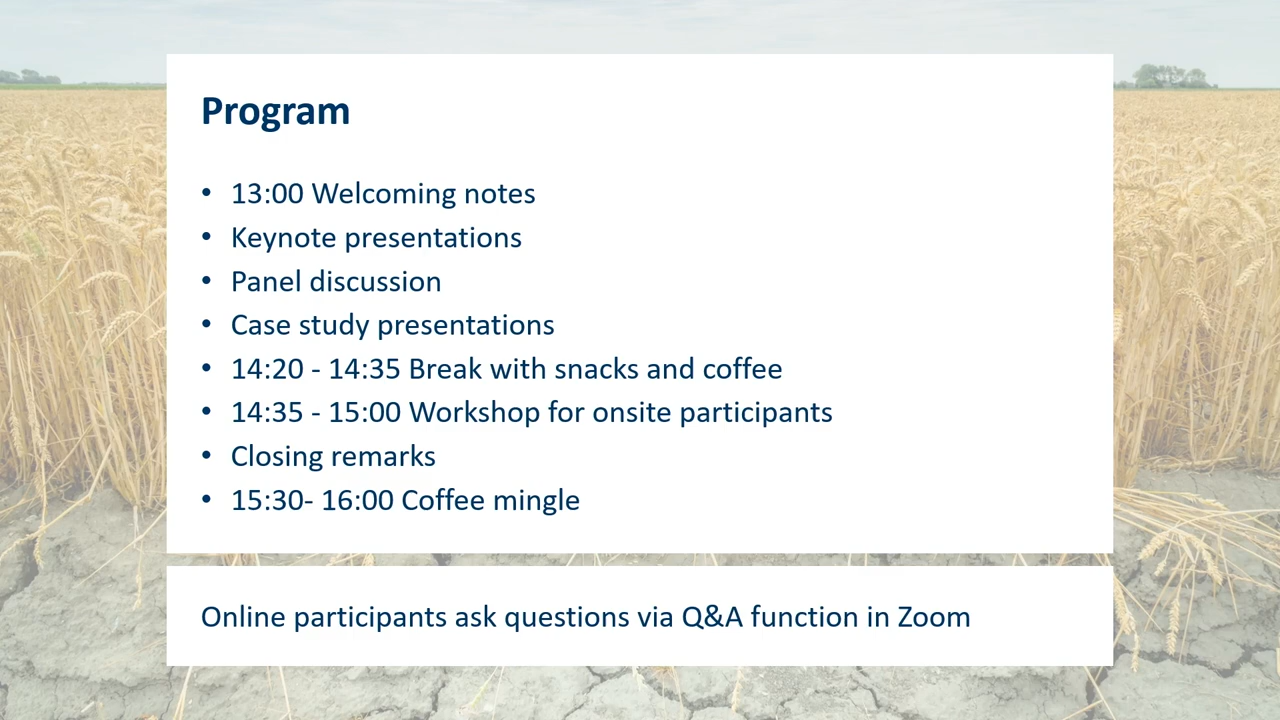 Program
• 13:00 Welcoming notes
• Keynote presentations
• Panel discussion
• Case study presentations
• 14:20 - 14:35 Break with snacks and coffee
• 14:35 - 15:00 Workshop for onsite participants
• Closing remarks
• 15:30- 16:00 Coffee mingle
Online participants ask questions via Q&A function in Zoom